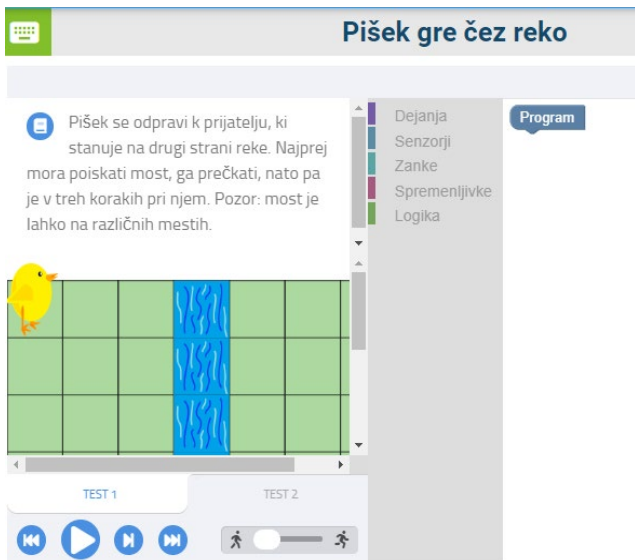 Pišek gre čez reko
Pišek se odpravi k prijatelju, ki
stanuje na drugi strani reke. Najprej
mora poiskati most, ga prečkati, nato pa
je v treh korakih pri njem. Pozor: most je
lahko na različnih mestih.
Dejanja
Senzorji
Zanke
Spremenljivke
Logika
Program
TEST 1
TEST 2